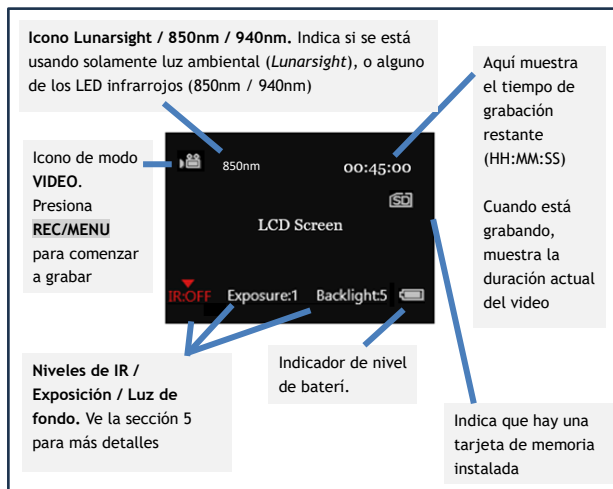 Icono Lunarsight / 850nm / 940nm. Indica si se está
usando solamente luz ambiental (Lunarsight), o alguno
de los LED infrarrojos (850nm / 940nm)
Aquí muestra
el tiempo de
grabación
restante
(HH:MM:SS)
Cuando está
grabando,
muestra la
duración actual
del video
Icono de modo
VIDEO.
Presiona
REC/MENU
para comenzar
a grabar
850nm
00:45:00
SD
LCD Screen
IR:OFF Exposure:1 Backlight:5
Niveles de IR /
Exposición / Luz de
fondo. Ve la sección 5
para más detalles
Indicador de nivel
de baterí.
Indica que hay una
tarjeta de memoria
instalada